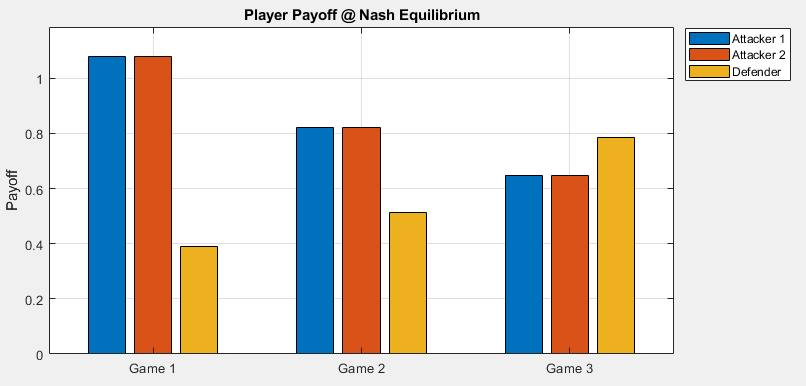 Player Payoff @ Nash Equilibrium
Attacker 1
Attacker 2
Defender
Payoff
1
0.8
0.6
0.4
0.2
0
Game 1
Game 2
Game 3